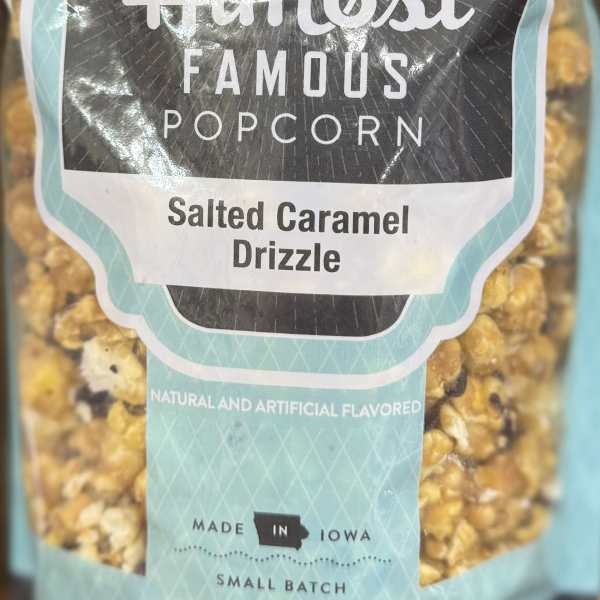 FAMOUS
POPCORN
Salted Caramel
Drizzle
NATURAL AND ARTIFICIAL FLAVORED
MADE IN IOWA
SMALL BATCH